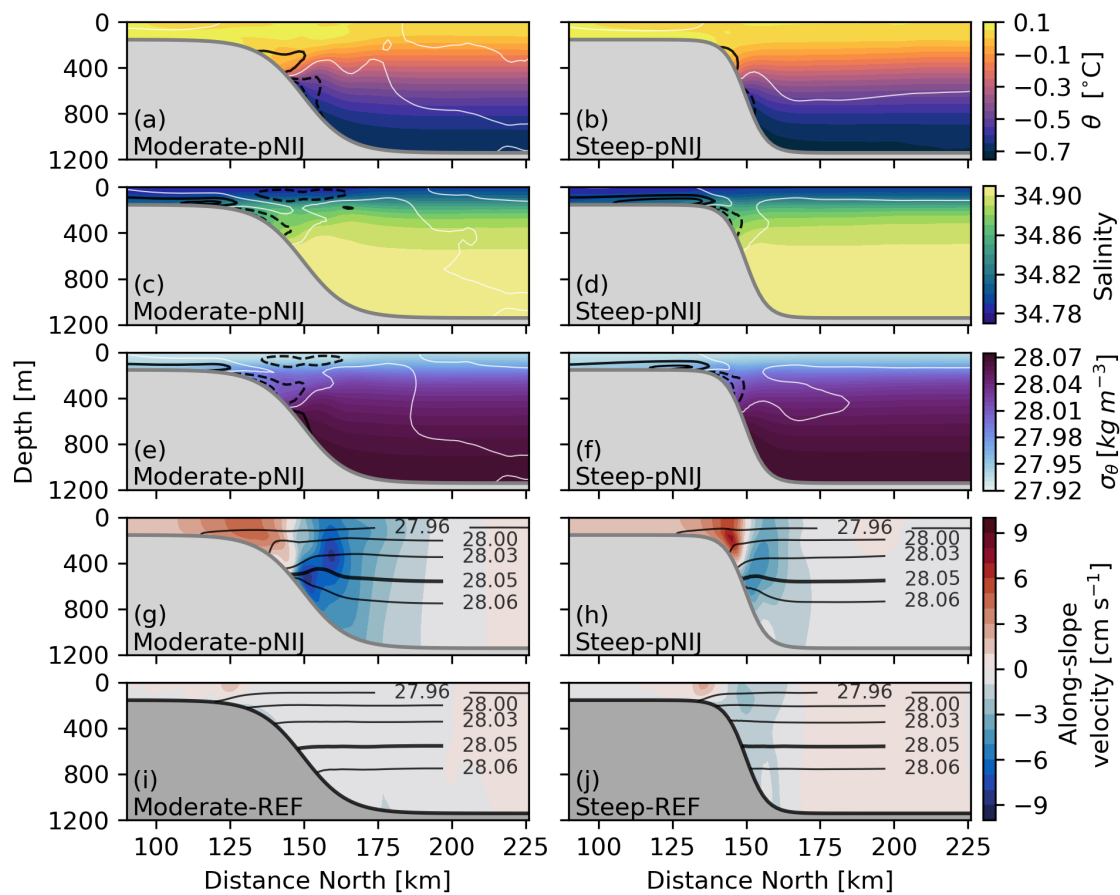 0
400
800
1200
(a)
Moderate-pNIJ
(b)
Steep-pNIJ
0.1
−0.1
−0.3
−0.5
−0.7
θ [°C]
0
400
800
1200
(c)
Moderate-pNIJ
(d)
Steep-pNIJ
34.90
34.86
34.82
34.78
Salinity
Depth [m]
0
400
800
1200
(e)
Moderate-pNIJ
(f)
Steep-pNIJ
28.07
28.04
28.01
27.98
27.95
27.92
σθ [kg m−3]
0
400
800
1200
27.96
28.00
28.03
28.05
28.06
(g)
Moderate-pNIJ
27.96
28.00
28.03
28.05
28.06
(h)
Steep-pNIJ
0
400
800
1200
27.96
28.00
28.03
28.05
28.06
(i)
Moderate-REF
27.96
28.00
28.03
28.05
28.06
(j)
Steep-REF
9
6
3
0
−3
−6
−9
Along-slope
velocity [cm s−1]
100 125 150 175 200 225
100 125 150 175 200 225
Distance North [km]
Distance North [km]